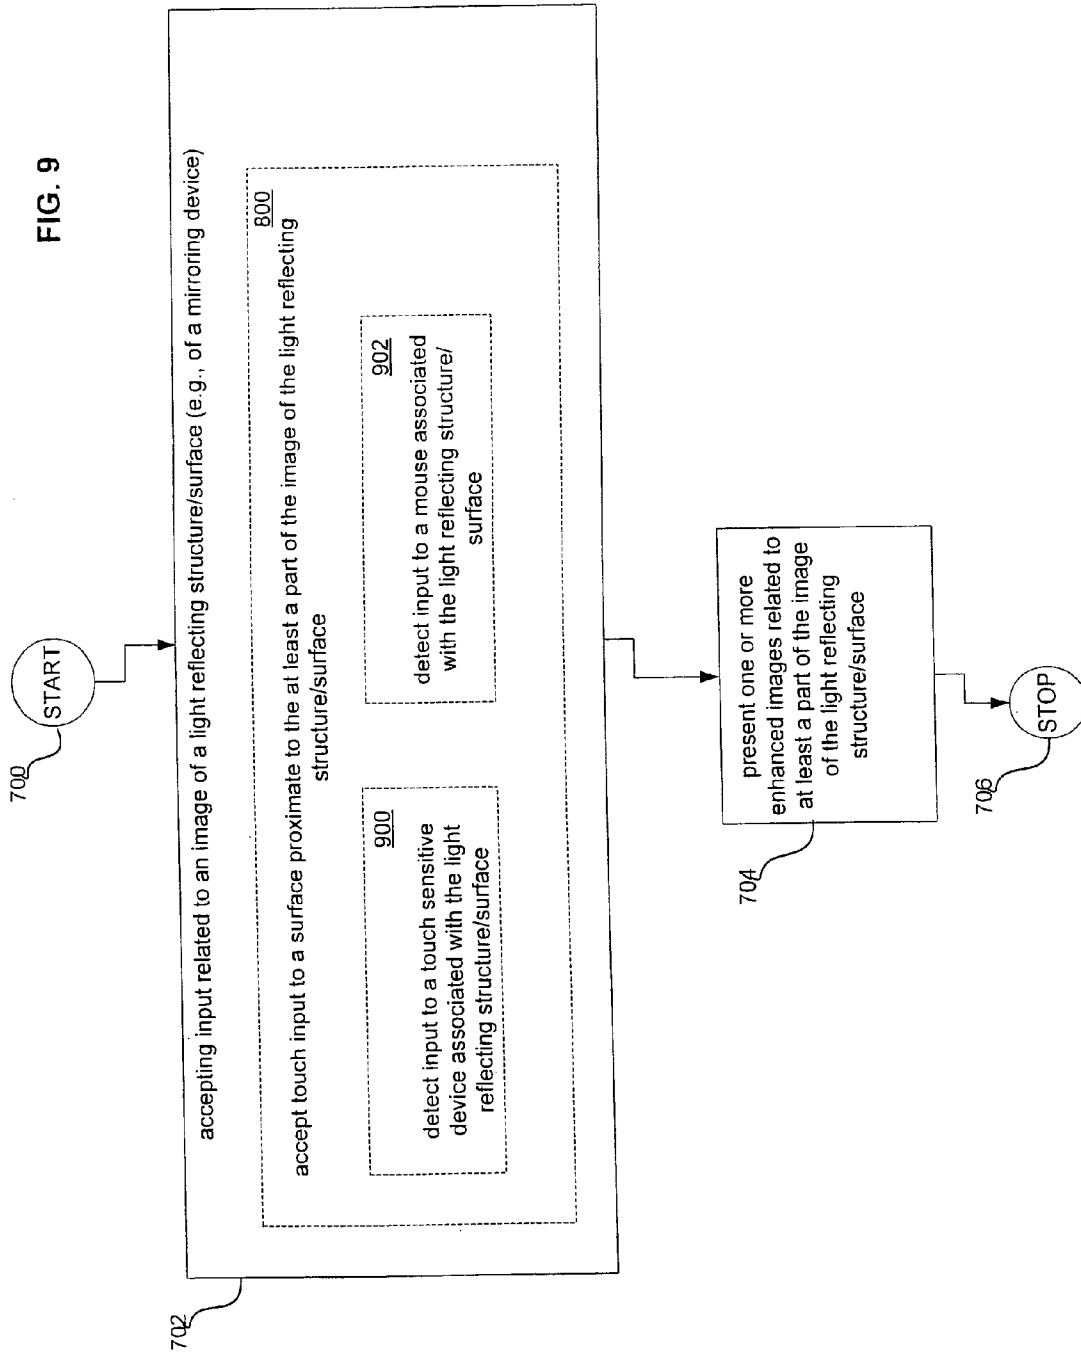 FIG. 9
700
START
702
accepting input related to an image of a light reflecting structure/surface (e.g., of a mirroring device)
800
accept touch input to a surface proximate to the at least a part of the image of the light reflecting
structure/surface
900
detect input to a touch sensitive
device associated with the light
reflecting structure/surface
902
detect input to a mouse associated
with the light reflecting structure/
surface
704
present one or more
enhanced images related to
at least a part of the image
of the light reflecting
structure/surface
706
STOP